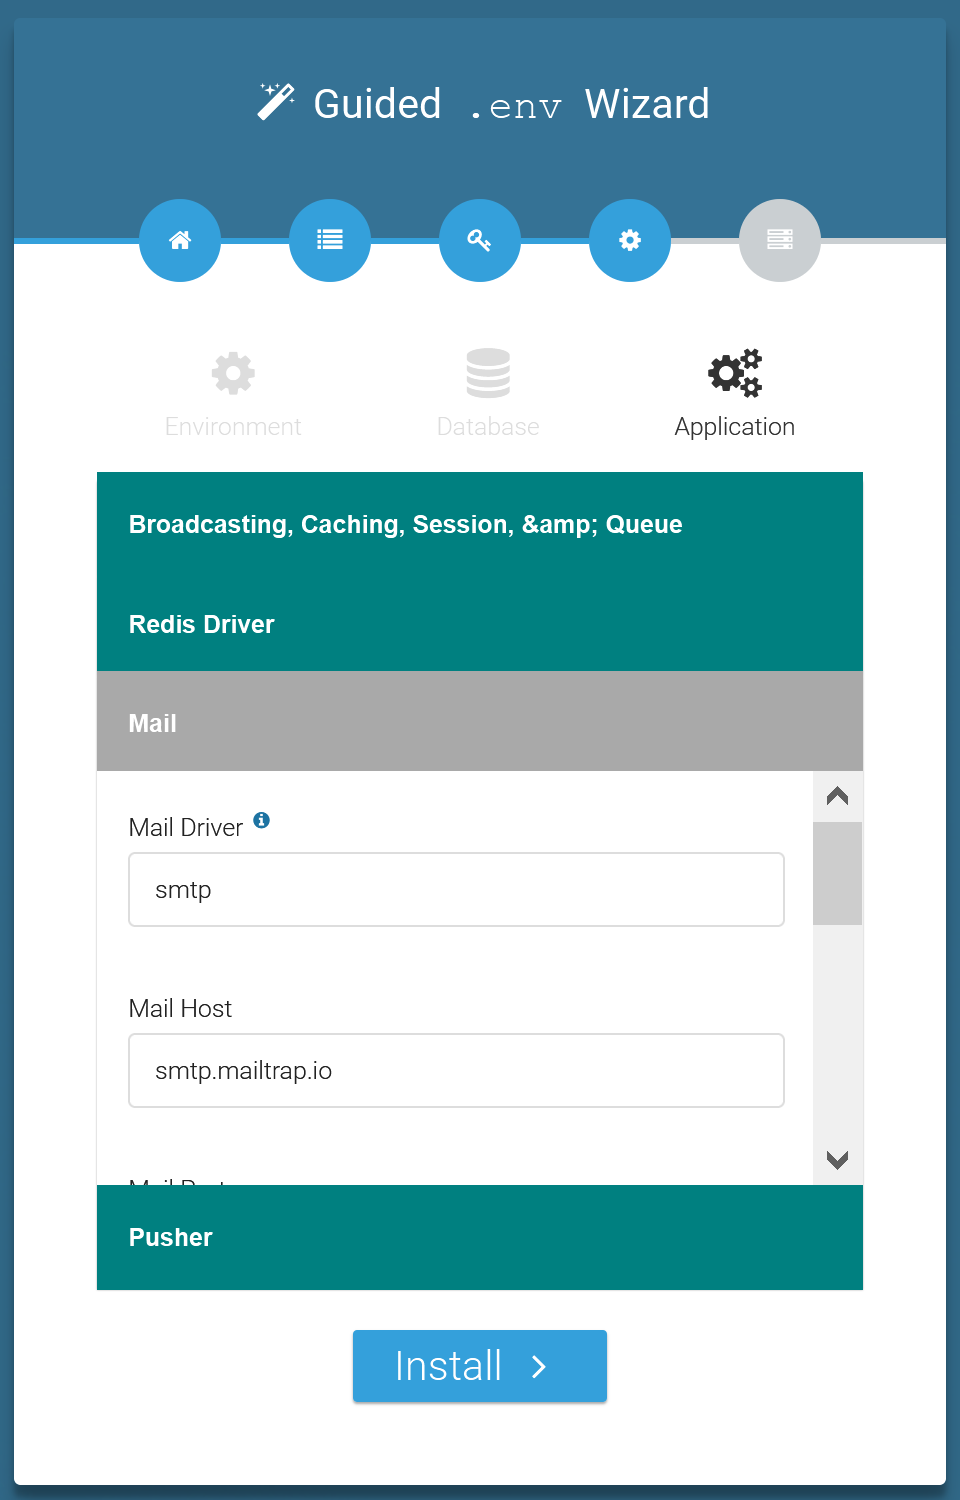 Guided .env Wizard
Environment
Database
Application
Broadcasting, Caching, Session, &amp; Queue
Redis Driver
Mail
Mail Driver
smtp
Mail Host
smtp.mailtrap.io
Pusher
Install